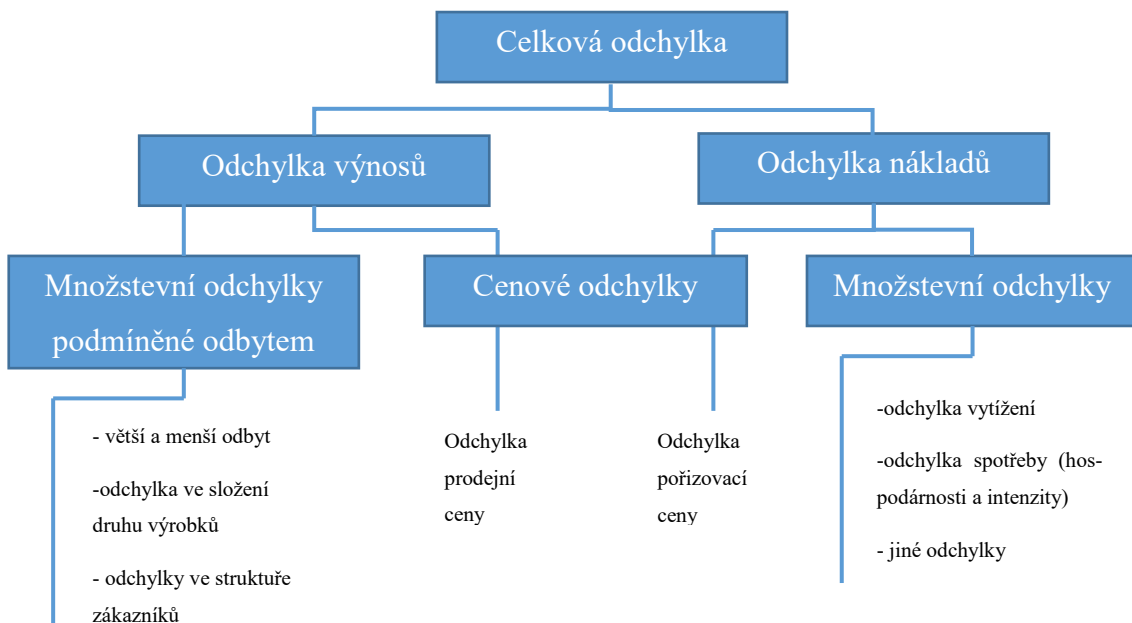 Celková odchylka
Odchylka výnosů
Odchylka nákladů
Množstevní odchylky
podmíněné odbytem
Cenové odchylky
Množstevní odchylky
- větší a menší odbyt
-odchylka ve složení
druhu výrobků
- odchylky ve struktuře
zákazníků
Odchylka
prodejní
ceny
Odchylka
pořizovací
ceny
-odchylka vytížení
-odchylka spotřeby (hos-
podárnosti a intenzity)
- jiné odchylky